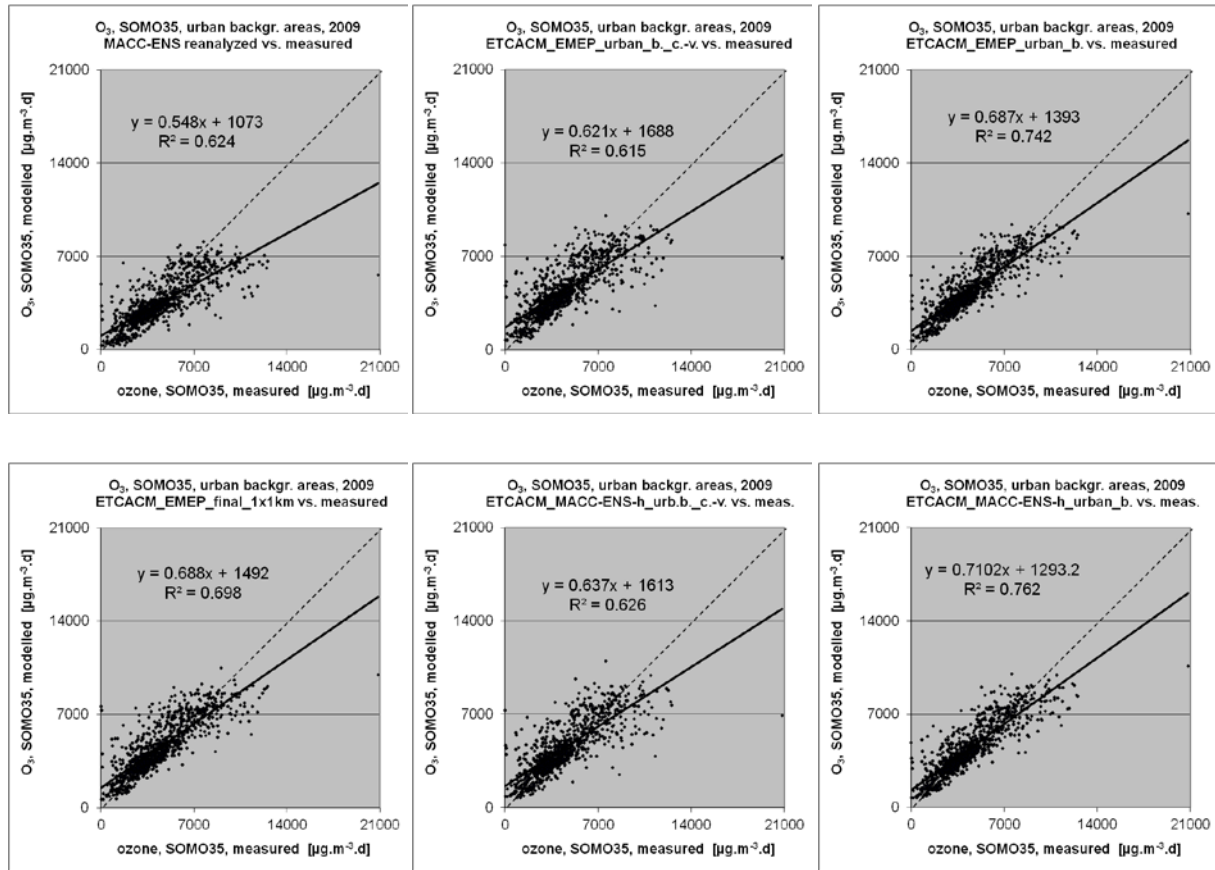 O₃, SOMO35, urban backgr. areas, 2009
MACC-ENS reanalyzed vs. measured
21000
14000
7000
0
y = 0.548x + 1073
R² = 0.624
O₃, SOMO35, modelled [µg.m⁻³.d]
0 7000 14000 21000
ozone, SOMO35, measured [µg.m⁻³.d]
O₃, SOMO35, urban backgr. areas, 2009
ETCACM_EMEP_urban_b._c.-v. vs. measured
21000
14000
7000
0
y = 0.621x + 1688
R² = 0.615
O₃, SOMO35, modelled [µg.m⁻³.d]
0 7000 14000 21000
ozone, SOMO35, measured [µg.m⁻³.d]
O₃, SOMO35, urban backgr. areas, 2009
ETCACM_EMEP_urban_b. vs. measured
21000
14000
7000
0
y = 0.687x + 1393
R² = 0.742
O₃, SOMO35, modelled [µg.m⁻³.d]
0 7000 14000 21000
ozone, SOMO35, measured [µg.m⁻³.d]
O₃, SOMO35, urban backgr. areas, 2009
ETCACM_EMEP_final_1x1km vs. measured
21000
14000
7000
0
y = 0.688x + 1492
R² = 0.698
O₃, SOMO35, modelled [µg.m⁻³.d]
0 7000 14000 21000
ozone, SOMO35, measured [µg.m⁻³.d]
O₃, SOMO35, urban backgr. areas, 2009
ETCACM_MACC-ENS-h_urb.b._c.-v. vs. meas.
21000
14000
7000
0
y = 0.637x + 1613
R² = 0.626
O₃, SOMO35, modelled [µg.m⁻³.d]
0 7000 14000 21000
ozone, SOMO35, measured [µg.m⁻³.d]
O₃, SOMO35, urban backgr. areas, 2009
ETCACM_MACC-ENS-h_urban_b. vs. meas.
21000
14000
7000
0
y = 0.7102x + 1293.2
R² = 0.762
O₃, SOMO35, modelled [µg.m⁻³.d]
0 7000 14000 21000
ozone, SOMO35, measured [µg.m⁻³.d]